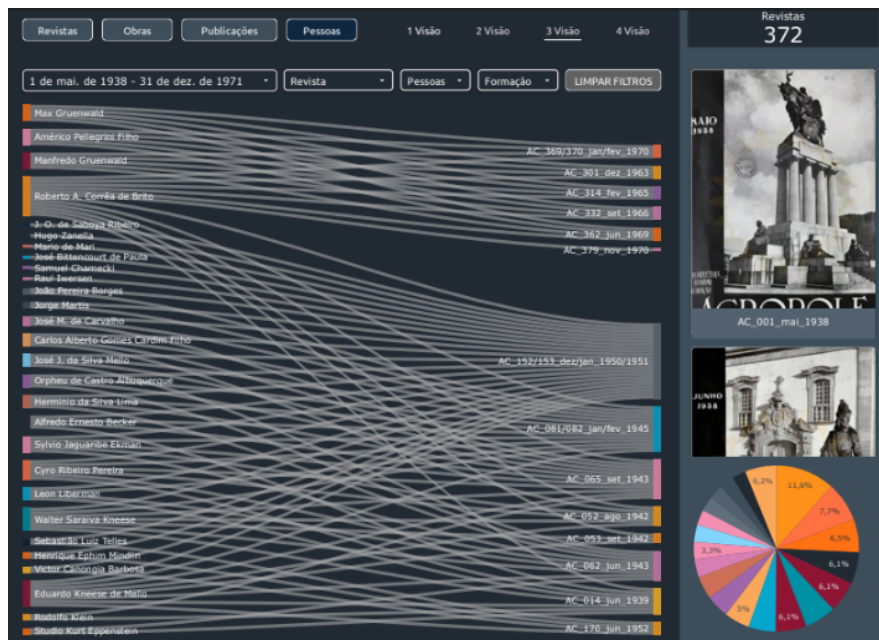 Revistas
Obras
Publicações
Pessoas
1 Visão
2 Visão
3 Visão
4 Visão
Revistas
372
1 de mai. de 1938 - 31 de dez. de 1971
Revista
Pessoas
Formação
LIMPAR FILTROS
Max Gruenwald
Américo Pellegrini Filho
Manfredo Gruenwald
Roberto A. Corrêa de Brito
J. O. de Saboya Ribeiro
Hugo Zanella
Mario de Mari
José Bittencourt de Paula
Samuel Chamecki
Raul Iwersen
João Pereira Borges
Jorge Martis
José M. de Carvalho
Carlos Alberto Gomes Cardim Filho
José J. da Silva Mello
Orpheu de Castro Albuquerque
Herminio da Silva Lima
Alfredo Ernesto Becker
Sylvio Jaguaribe Ekman
Cyro Ribeiro Pereira
Leon Liberman
Walter Saraiva Kneese
Sebastião Luiz Telles
Henrique Ephim Mindlin
Victor Canongia Barbosa
Eduardo Kneese de Mello
Rodolfo Klein
Studio Kurt Eppenstein
AC_369/370_jan/fev_1970
AC_301_dez_1963
AC_314_fev_1965
AC_332_set_1966
AC_362_jun_1969
AC_379_nov_1970
AC_152/153_dez/jan_1950/1951
AC_081/082_jan/fev_1945
AC_065_set_1943
AC_052_ago_1942
AC_053_set_1942
AC_062_jun_1943
AC_014_jun_1939
AC_170_jun_1952
MAIO
1938
ACROPOLE
AC_001_mai_1938
JUNHO
1938
6,2%
11,6%
7,7%
6,5%
6,1%
6,1%
6,1%
5%
3,3%